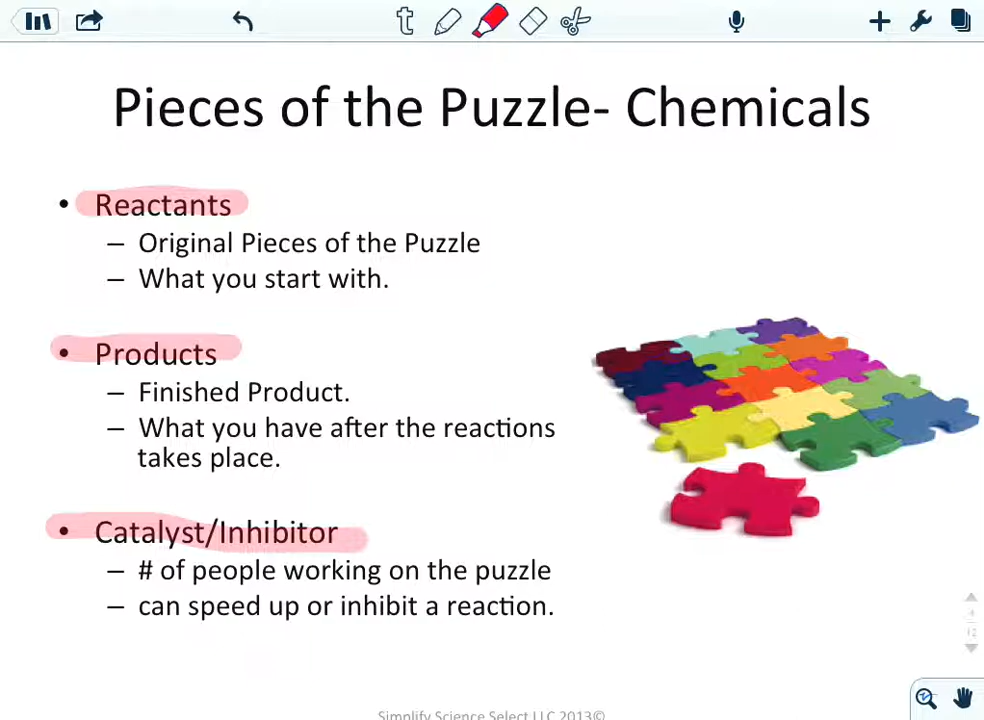 Pieces of the Puzzle- Chemicals
• Reactants
– Original Pieces of the Puzzle
– What you start with.
• Products
– Finished Product.
– What you have after the reactions
takes place.
• Catalyst/Inhibitor
– # of people working on the puzzle
– can speed up or inhibit a reaction.
4
12
Simplify Science Select LLC 2013©